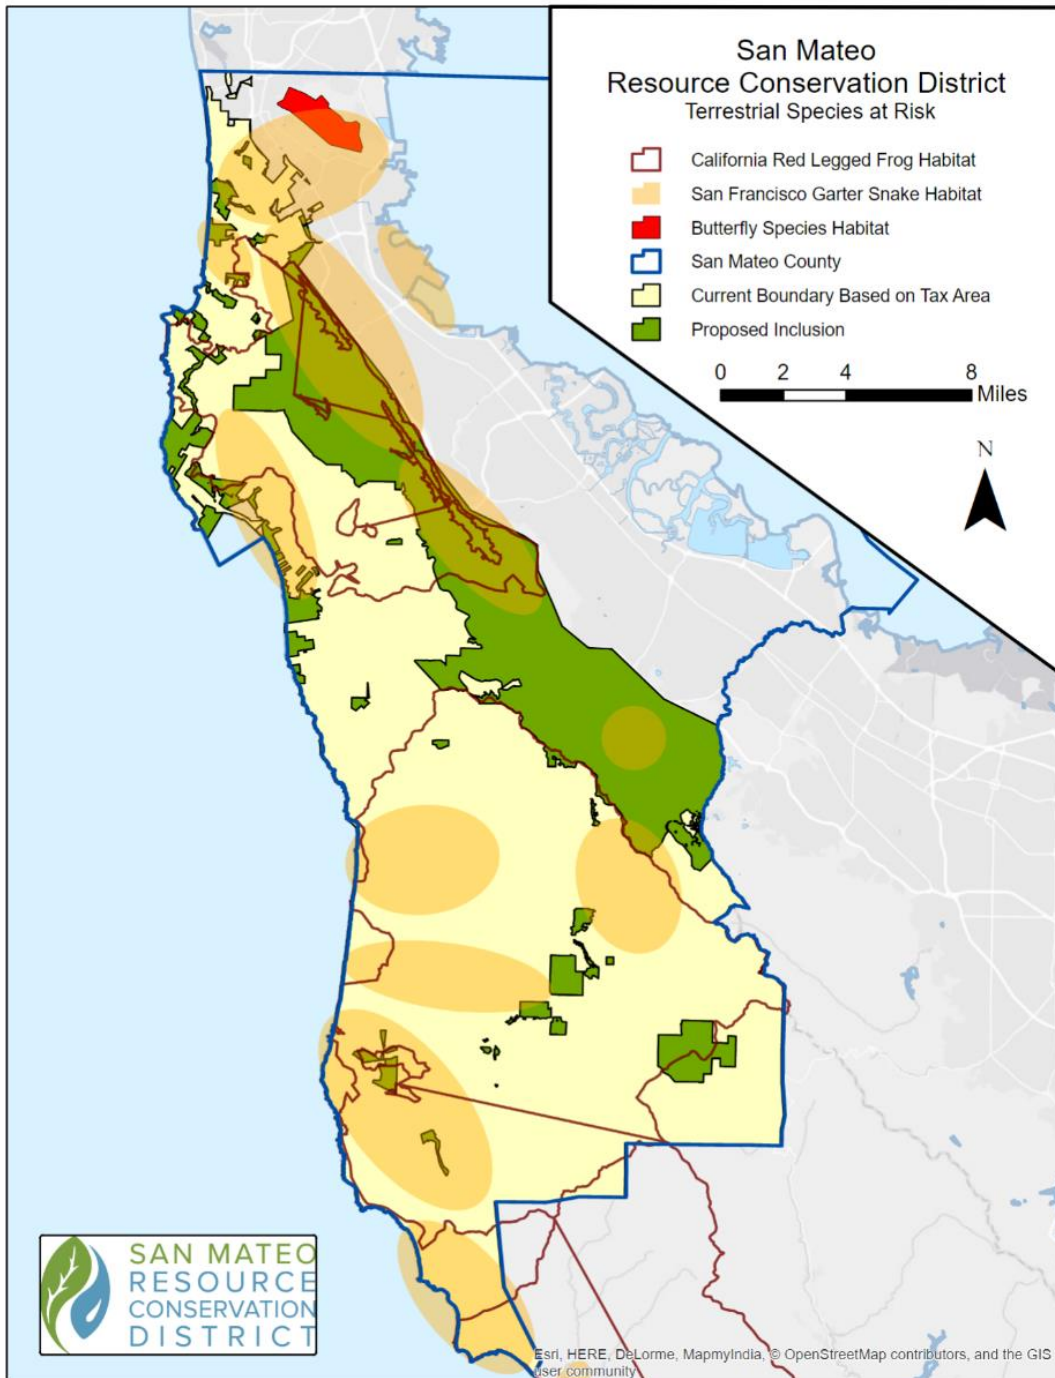 San Mateo
Resource Conservation District
Terrestrial Species at Risk
California Red Legged Frog Habitat
San Francisco Garter Snake Habitat
Butterfly Species Habitat
San Mateo County
Current Boundary Based on Tax Area
Proposed Inclusion
0 2 4 8
Miles
N
SAN MATEO
RESOURCE
CONSERVATION
DISTRICT
Esri, HERE, DeLorme, MapmyIndia, © OpenStreetMap contributors, and the GIS
user community